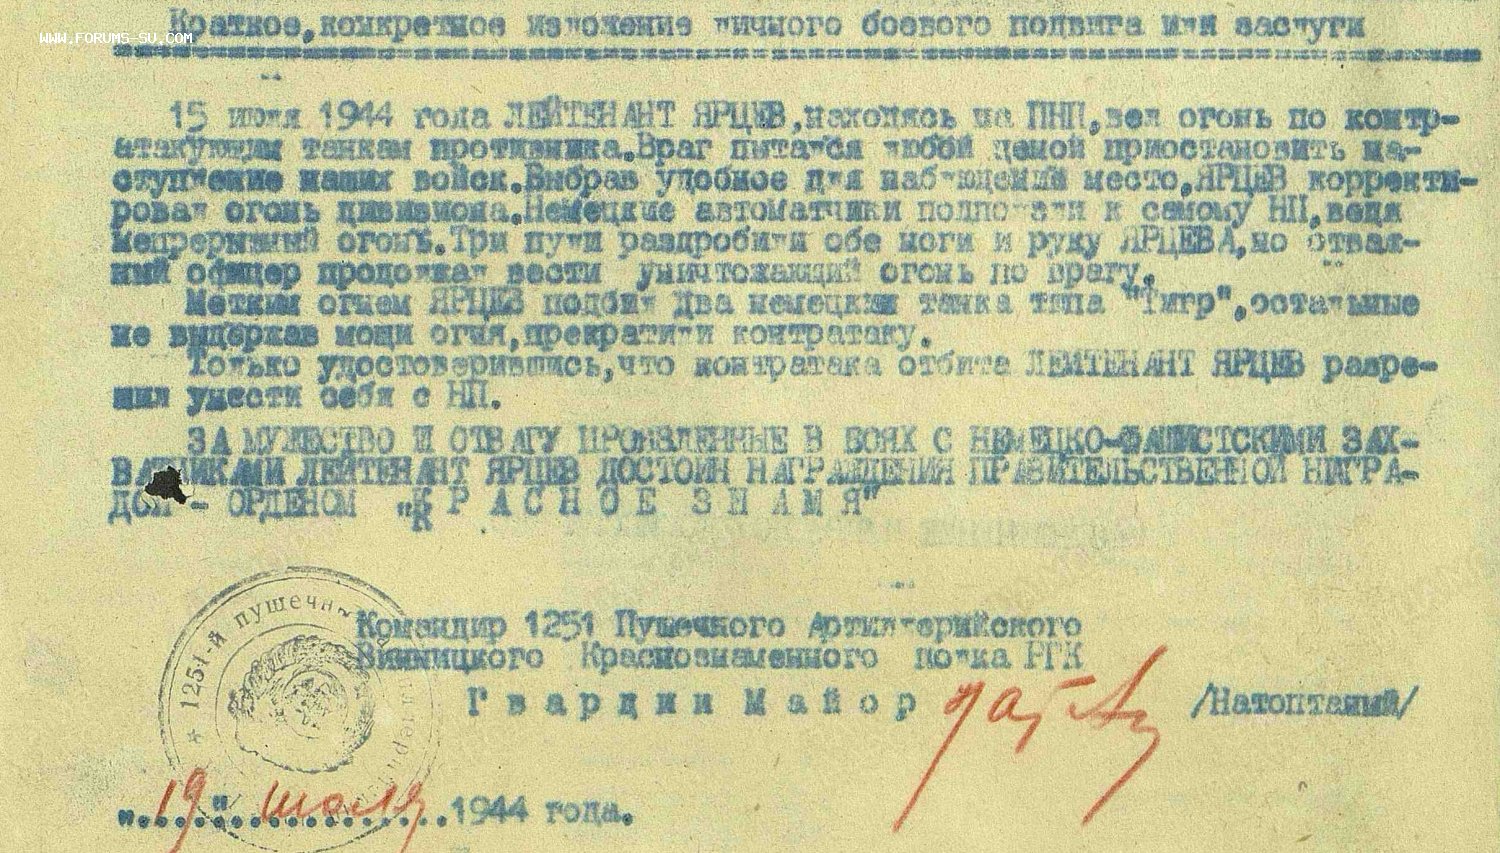 WWW.FORUMS-SU.COM
Краткое,конкретное изложение личного боевого подвига или заслуги
15 июля 1944 года ЛЕЙТЕНАНТ ЯРЦЕВ,находясь на ПНП,вел огонь по контр-
атакующим танкам противника.Враг пытался любой ценой приостановить на-
ступление наших войск.Выбрав удобное для наблюдения место,ЯРЦЕВ корректи-
ровал огонь дивизиона.Немецкие автоматчики подползли к самому НП,ведя
непрерывный огонь.Три пули раздробили обе ноги и руку ЯРЦЕВА,но отваж-
ный офицер продолжал вести уничтожающий огонь по врагу.
Метким огнем ЯРЦЕВ подбил два немецких танка типа "Тигр",остальные
не выдержав мощи огня,прекратили контратаку.
Только удостоверившись,что контратака отбита ЛЕЙТЕНАНТ ЯРЦЕВ разре-
шил унести себя с НП.
ЗА МУЖЕСТВО И ОТВАГУ ПРОЯВЛЕННЫЕ В БОЯХ С НЕМЕЦКО-ФАШИСТСКИМИ ЗАХ-
ВАТЧИКАМИ ЛЕЙТЕНАНТ ЯРЦЕВ ДОСТОИН НАГРАЖДЕНИЯ ПРАВИТЕЛЬСТВЕННОЙ НАГРА-
ДОЙ - ОРДЕНОМ "К Р А С Н О Е З Н А М Я"
1251-й пушечн
Командир 1251 Пушечного Артиллерийского
Винницкого Краснознаменного полка РГК
Г в а р д и и М а й о р /Натоптаный/
"19" июля 1944 года.